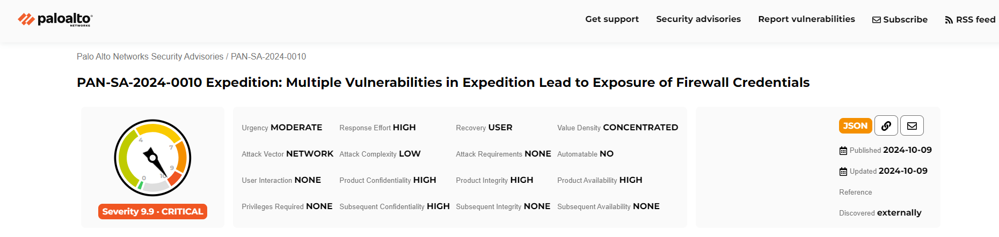 paloalto
NETWORKS
Get support Security advisories Report vulnerabilities Subscribe RSS feed
Palo Alto Networks Security Advisories / PAN-SA-2024-0010
PAN-SA-2024-0010 Expedition: Multiple Vulnerabilities in Expedition Lead to Exposure of Firewall Credentials
4
7
9
10
0
Severity 9.9 · CRITICAL
Urgency MODERATE Response Effort HIGH Recovery USER Value Density CONCENTRATED
Attack Vector NETWORK Attack Complexity LOW Attack Requirements NONE Automatable NO
User Interaction NONE Product Confidentiality HIGH Product Integrity HIGH Product Availability HIGH
Privileges Required NONE Subsequent Confidentiality HIGH Subsequent Integrity NONE Subsequent Availability NONE
JSON
Published 2024-10-09
Updated 2024-10-09
Reference
Discovered externally